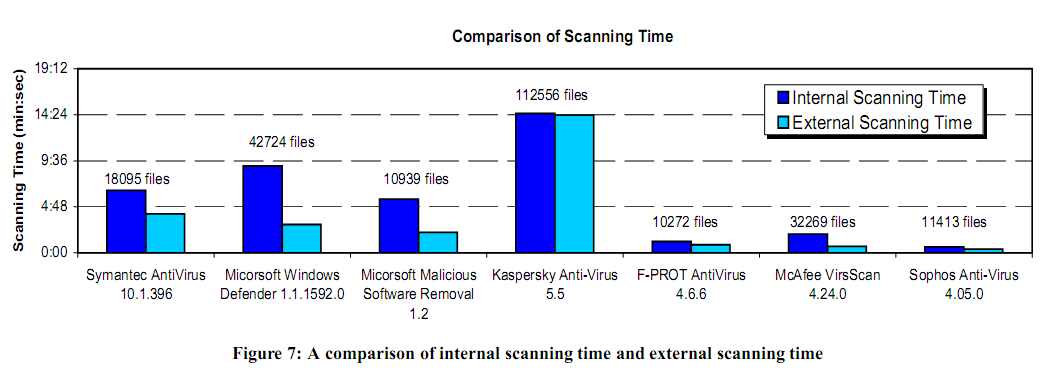 Comparison of Scanning Time
Scanning Time (min:sec)
19:12
14:24
9:36
4:48
0:00
18095 files
42724 files
10939 files
112556 files
10272 files
32269 files
11413 files
Internal Scanning Time
External Scanning Time
Symantec AntiVirus
10.1.396
Micorsoft Windows
Defender 1.1.1592.0
Micorsoft Malicious
Software Removal
1.2
Kaspersky Anti-Virus
5.5
F-PROT AntiVirus
4.6.6
McAfee VirsScan
4.24.0
Sophos Anti-Virus
4.05.0
Figure 7: A comparison of internal scanning time and external scanning time